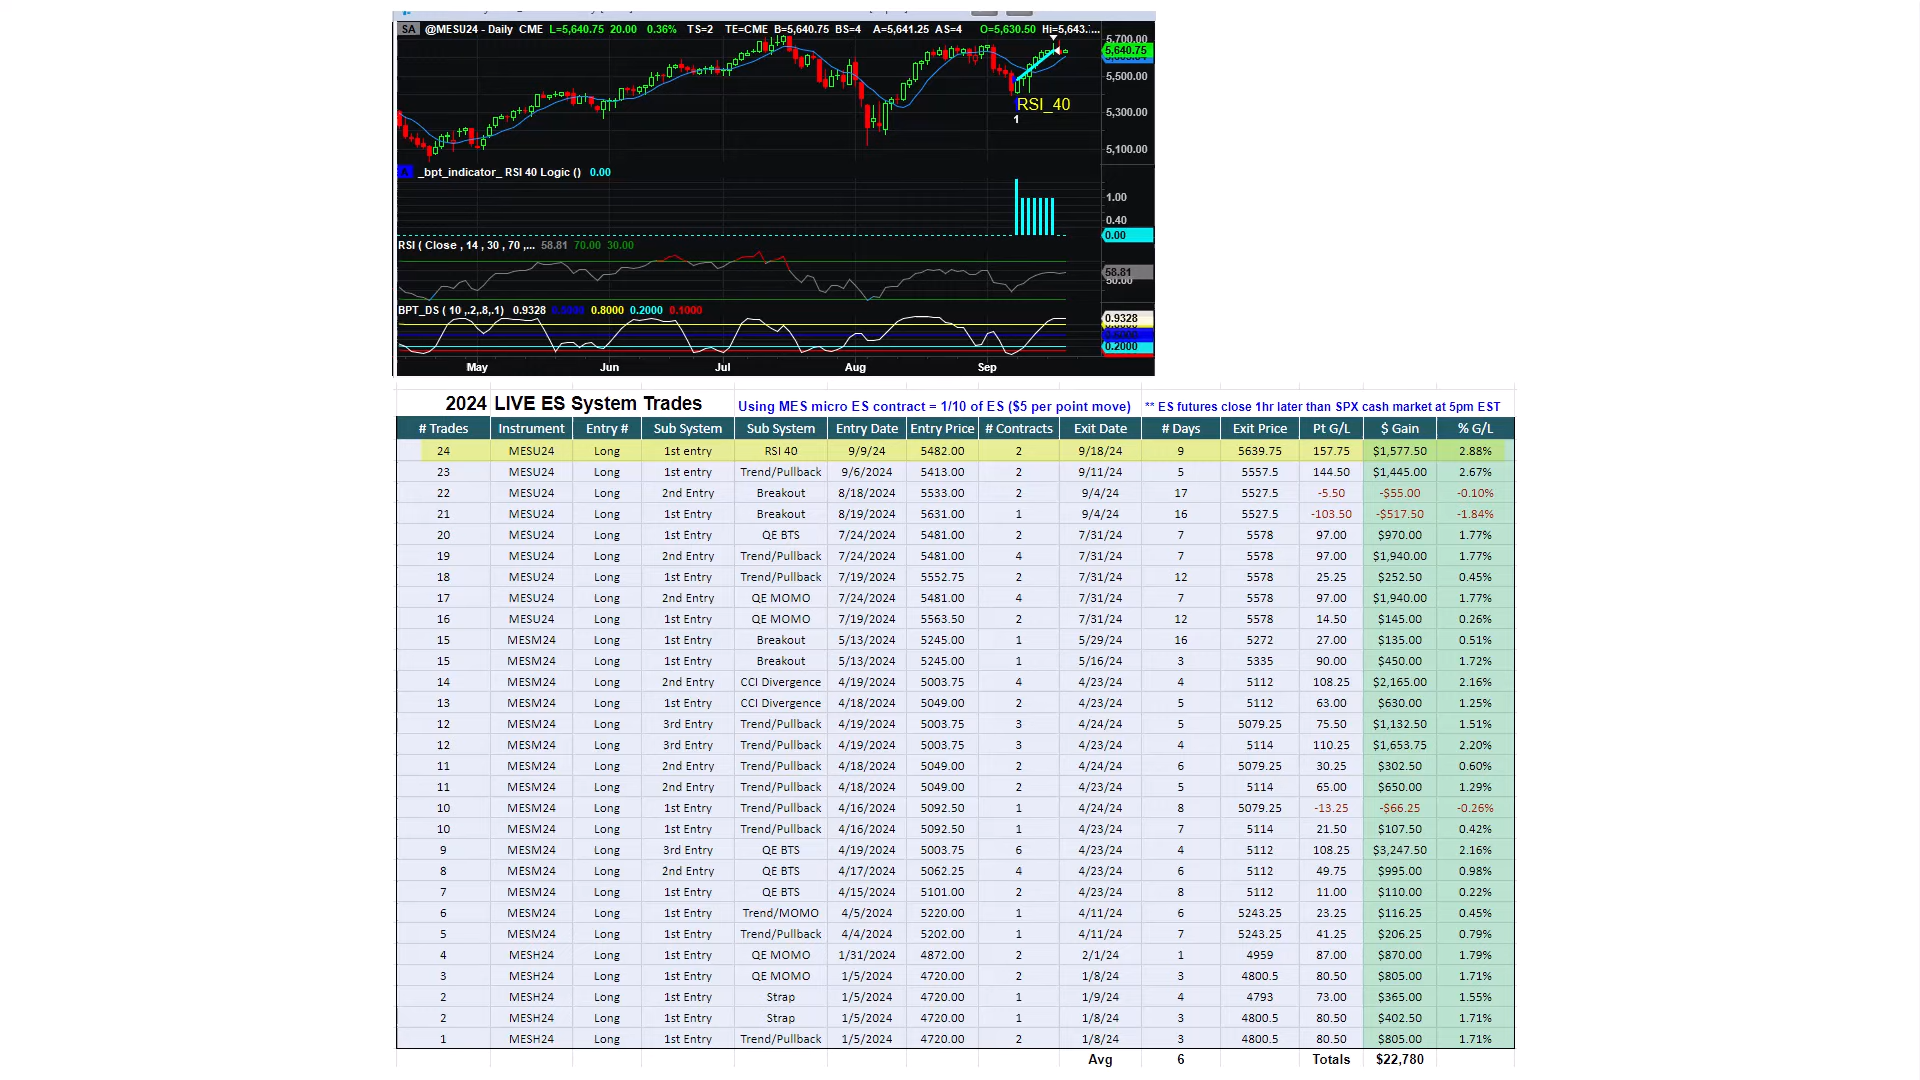 SA @MESU24 - Daily CME L=5,640.75 20.00 0.36% TS=2 TE=CME B=5,640.75 BS=4 A=5,641.25 AS=4 O=5,630.50 Hi=5,643....
5,700.00
5,640.75
5,500.00
RSI_40
5,300.00
1
5,100.00
_bpt_indicator_ RSI 40 Logic () 0.00
1.00
0.40
0.00
RSI ( Close , 14 , 30 , 70 ,... 58.81 70.00 30.00
58.81
50.00
BPT_DS ( 10 ,.2,.8,.1) 0.9328 0.8000 0.2000 0.1000
0.9328
0.2000
May Jun Jul Aug Sep
2024 LIVE ES System Trades Using MES micro ES contract = 1/10 of ES ($5 per point move) ** ES futures close 1hr later than SPX cash market at 5pm EST
# Trades Instrument Entry # Sub System Sub System Entry Date Entry Price # Contracts Exit Date # Days Exit Price Pt G/L $ Gain % G/L
24 MESU24 Long 1st entry RSI 40 9/9/24 5482.00 2 9/18/24 9 5639.75 157.75 $1,577.50 2.88%
23 MESU24 Long 1st Entry Trend/Pullback 9/6/2024 5413.00 2 9/11/24 5 5557.5 144.50 $1,445.00 2.67%
22 MESU24 Long 2nd Entry Breakout 8/18/2024 5533.00 2 9/4/24 17 5527.5 -5.50 -$55.00 -0.10%
21 MESU24 Long 1st Entry Breakout 8/19/2024 5631.00 1 9/4/24 16 5527.5 -103.50 -$517.50 -1.84%
20 MESU24 Long 1st Entry QE BTS 7/24/2024 5481.00 2 7/31/24 7 5578 97.00 $970.00 1.77%
19 MESU24 Long 2nd Entry Trend/Pullback 7/24/2024 5481.00 4 7/31/24 7 5578 97.00 $1,940.00 1.77%
18 MESU24 Long 1st Entry Trend/Pullback 7/19/2024 5552.75 2 7/31/24 12 5578 25.25 $252.50 0.45%
17 MESU24 Long 2nd Entry QE MOMO 7/24/2024 5481.00 4 7/31/24 7 5578 97.00 $1,940.00 1.77%
16 MESU24 Long 1st Entry QE MOMO 7/19/2024 5563.50 2 7/31/24 12 5578 14.50 $145.00 0.26%
15 MESM24 Long 1st Entry Breakout 5/13/2024 5245.00 1 5/29/24 16 5272 27.00 $135.00 0.51%
15 MESM24 Long 1st Entry Breakout 5/13/2024 5245.00 1 5/16/24 3 5335 90.00 $450.00 1.72%
14 MESM24 Long 2nd Entry CCI Divergence 4/19/2024 5003.75 4 4/23/24 4 5112 108.25 $2,165.00 2.16%
13 MESM24 Long 1st Entry CCI Divergence 4/18/2024 5049.00 2 4/23/24 5 5112 63.00 $630.00 1.25%
12 MESM24 Long 3rd Entry Trend/Pullback 4/19/2024 5003.75 3 4/24/24 5 5079.25 75.50 $1,132.50 1.51%
12 MESM24 Long 3rd Entry Trend/Pullback 4/19/2024 5003.75 3 4/23/24 4 5114 110.25 $1,653.75 2.20%
11 MESM24 Long 2nd Entry Trend/Pullback 4/18/2024 5049.00 2 4/24/24 6 5079.25 30.25 $302.50 0.60%
11 MESM24 Long 2nd Entry Trend/Pullback 4/18/2024 5049.00 2 4/23/24 5 5114 65.00 $650.00 1.29%
10 MESM24 Long 1st Entry Trend/Pullback 4/16/2024 5092.50 1 4/24/24 8 5079.25 -13.25 -$66.25 -0.26%
10 MESM24 Long 1st Entry Trend/Pullback 4/16/2024 5092.50 1 4/23/24 7 5114 21.50 $107.50 0.42%
9 MESM24 Long 3rd Entry QE BTS 4/19/2024 5003.75 6 4/23/24 4 5112 108.25 $3,247.50 2.16%
8 MESM24 Long 2nd Entry QE BTS 4/17/2024 5062.25 4 4/23/24 6 5112 49.75 $995.00 0.98%
7 MESM24 Long 1st Entry QE BTS 4/15/2024 5101.00 2 4/23/24 8 5112 11.00 $110.00 0.22%
6 MESM24 Long 1st Entry Trend/MOMO 4/5/2024 5220.00 1 4/11/24 6 5243.25 23.25 $116.25 0.45%
5 MESM24 Long 1st Entry Trend/Pullback 4/4/2024 5202.00 1 4/11/24 7 5243.25 41.25 $206.25 0.79%
4 MESH24 Long 1st Entry QE MOMO 1/31/2024 4872.00 2 2/1/24 1 4959 87.00 $870.00 1.79%
3 MESH24 Long 1st Entry QE MOMO 1/5/2024 4720.00 2 1/8/24 3 4800.5 80.50 $805.00 1.71%
2 MESH24 Long 1st Entry Strap 1/5/2024 4720.00 1 1/9/24 4 4793 73.00 $365.00 1.55%
2 MESH24 Long 1st Entry Strap 1/5/2024 4720.00 1 1/8/24 3 4800.5 80.50 $402.50 1.71%
1 MESH24 Long 1st Entry Trend/Pullback 1/5/2024 4720.00 2 1/8/24 3 4800.5 80.50 $805.00 1.71%
Avg 6 Totals $22,780